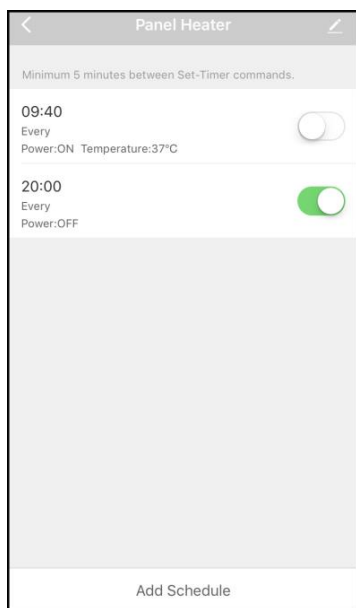 Panel Heater
Minimum 5 minutes between Set-Timer commands.
09:40
Every
Power:ON Temperature:37°C
20:00
Every
Power:OFF
Add Schedule